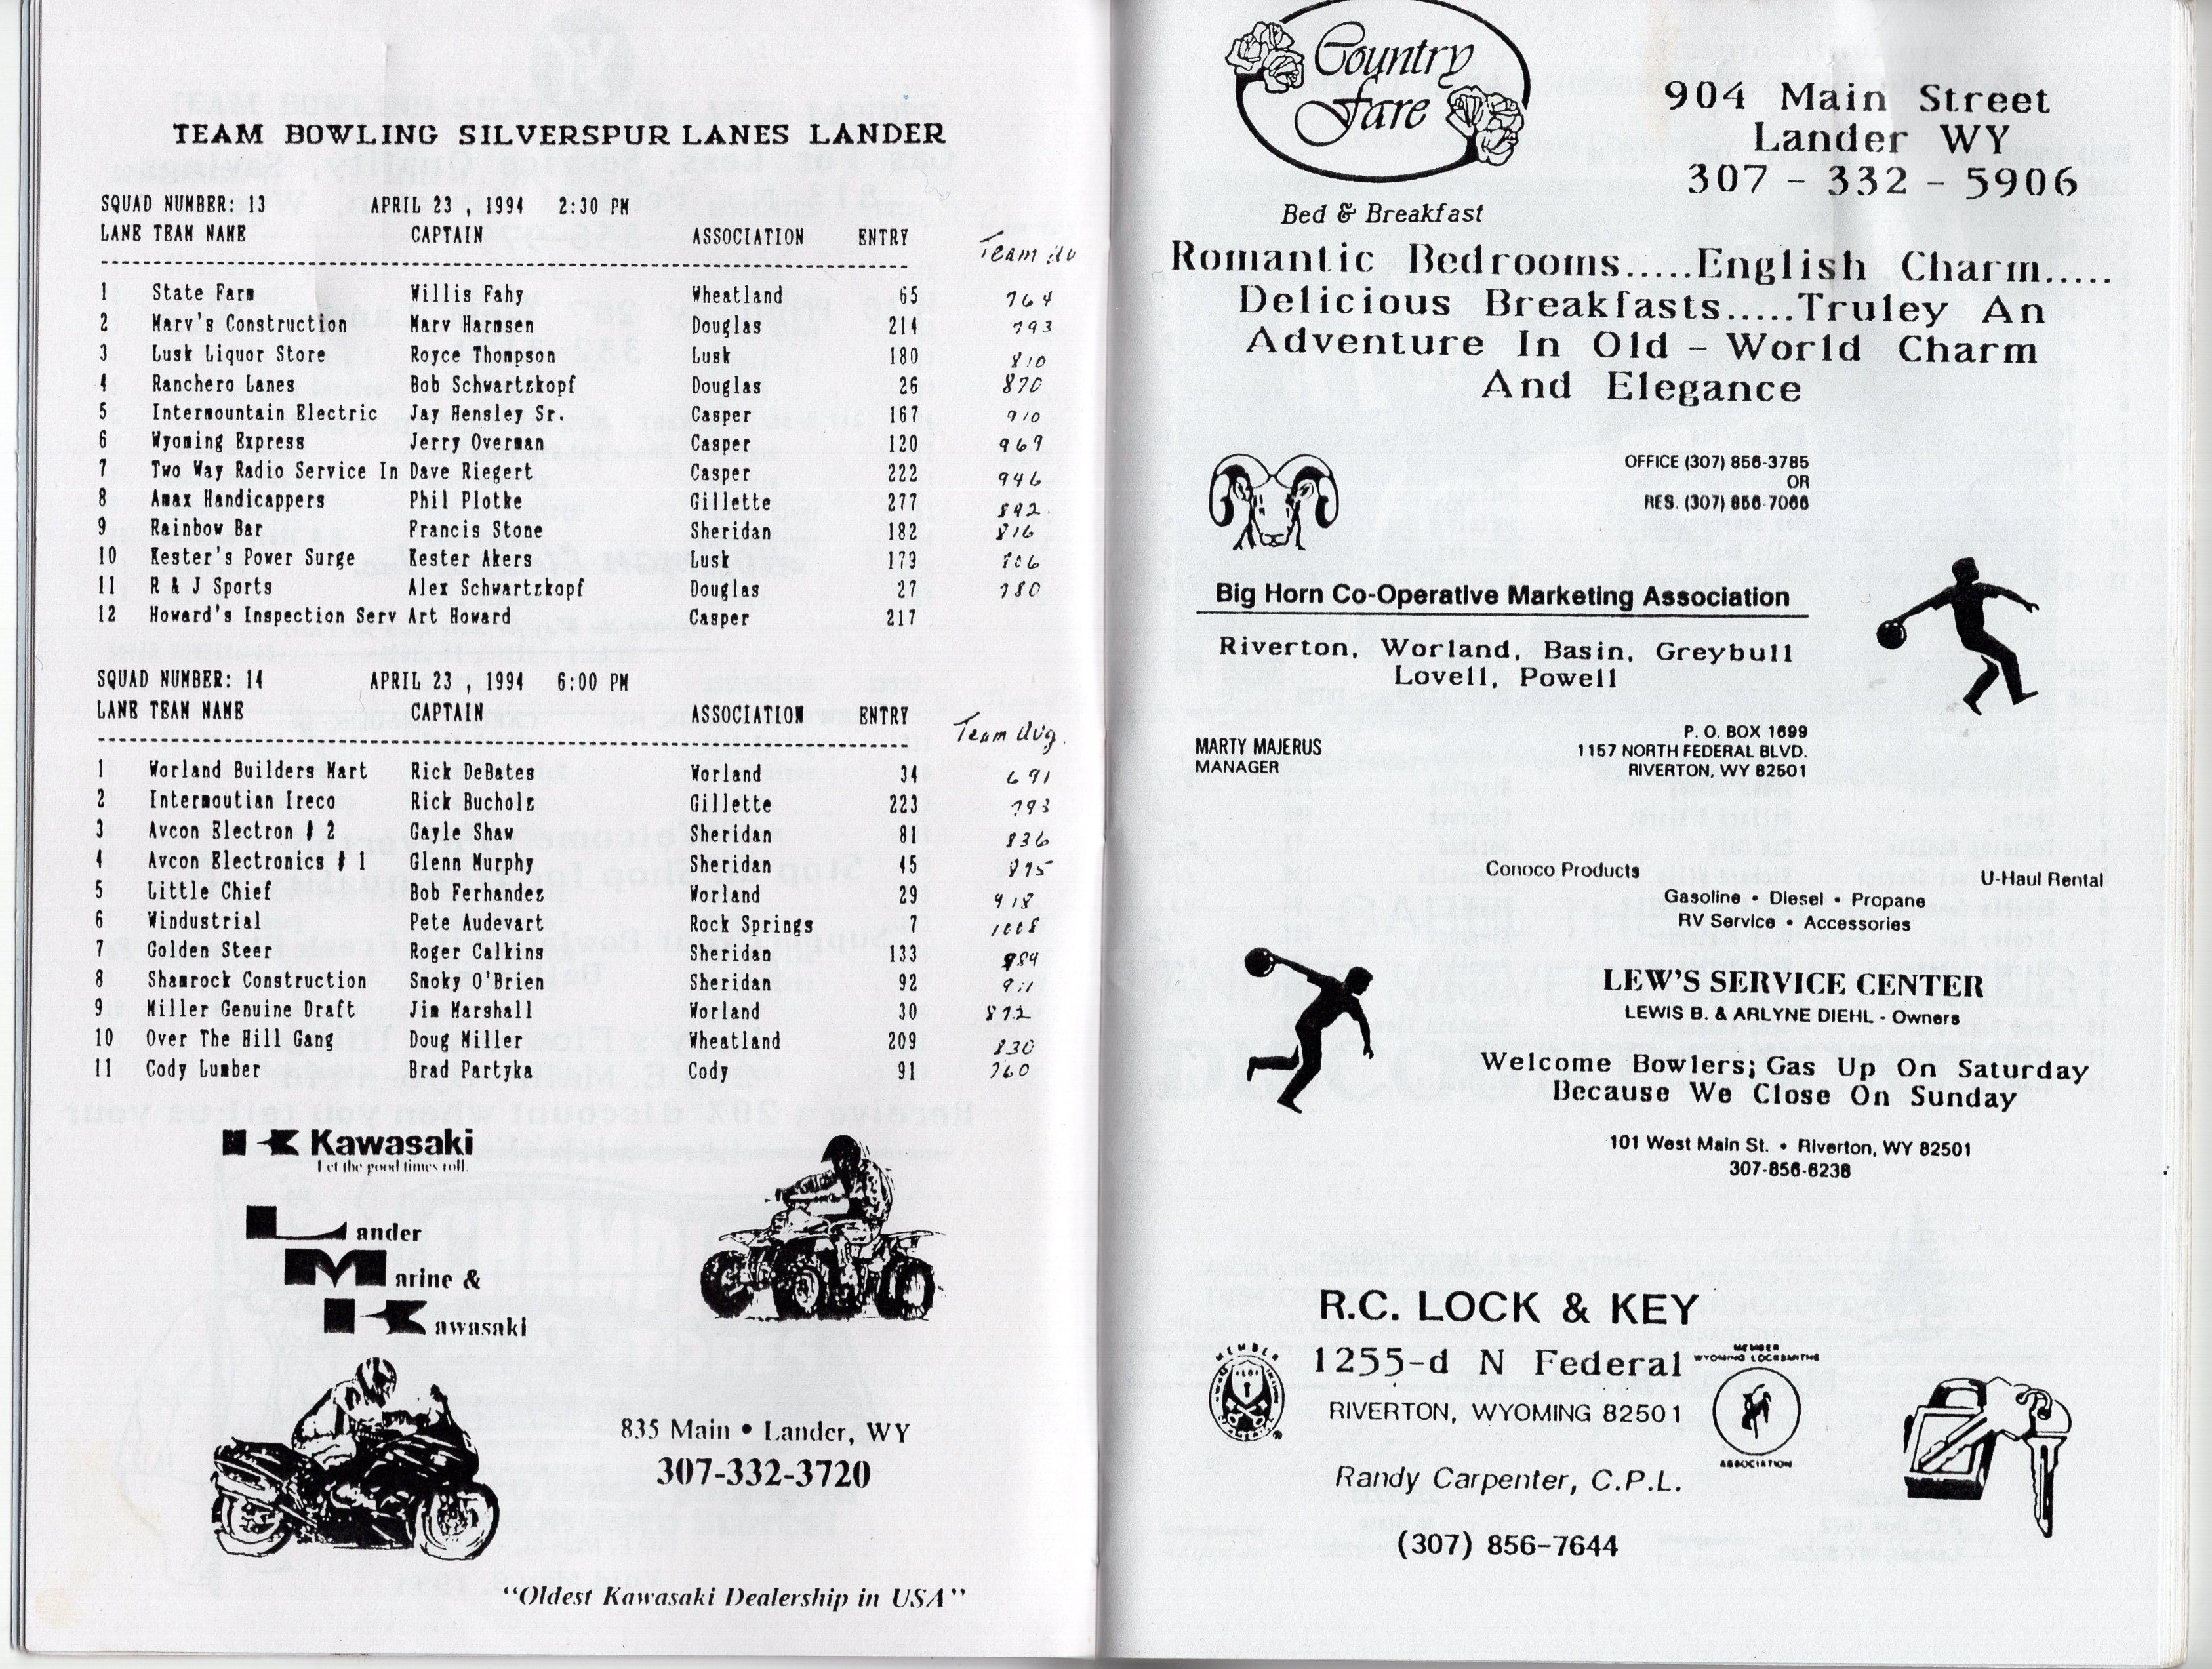 TEAM BOWLING SILVERSPUR LANES LANDER
SQUAD NUMBER: 13 APRIL 23 , 1994 2:30 PM
LANE TEAM NAME CAPTAIN ASSOCIATION ENTRY Team Av
1 State Farm Willis Fahy Wheatland 65 764
2 Marv's Construction Marv Harmsen Douglas 214 793
3 Lusk Liquor Store Royce Thompson Lusk 180 810
4 Ranchero Lanes Bob Schwartzkopf Douglas 26 870
5 Intermountain Electric Jay Hensley Sr. Casper 167 910
6 Wyoming Express Jerry Overman Casper 120 969
7 Two Way Radio Service In Dave Riegert Casper 222 946
8 Amax Handicappers Phil Plotke Gillette 277 892
9 Rainbow Bar Francis Stone Sheridan 182 816
10 Kester's Power Surge Kester Akers Lusk 179 806
11 R & J Sports Alex Schwartzkopf Douglas 27 780
12 Howard's Inspection Serv Art Howard Casper 217
SQUAD NUMBER: 14 APRIL 23 , 1994 6:00 PM
LANE TEAM NAME CAPTAIN ASSOCIATION ENTRY Team Avg.
1 Worland Builders Mart Rick DeBates Worland 34 691
2 Intermoutian Ireco Rick Bucholz Gillette 223 793
3 Avcon Electron # 2 Gayle Shaw Sheridan 81 836
4 Avcon Electronics # 1 Glenn Murphy Sheridan 45 875
5 Little Chief Bob Fernandez Worland 29 918
6 Windustrial Pete Audevart Rock Springs 7 1008
7 Golden Steer Roger Calkins Sheridan 133 989
8 Shamrock Construction Smoky O'Brien Sheridan 92
9 Miller Genuine Draft Jim Marshall Worland 30 872
10 Over The Hill Gang Doug Miller Wheatland 209 830
11 Cody Lumber Brad Partyka Cody 91 760
Kawasaki
Let the good times roll.
Lander
Marine &
Kawasaki
835 Main • Lander, WY
307-332-3720
"Oldest Kawasaki Dealership in USA"
Country
Fare
Bed & Breakfast
904 Main Street
Lander WY
307 - 332 - 5906
Romantic Bedrooms.....English Charm.....
Delicious Breakfasts.....Truley An
Adventure In Old - World Charm
And Elegance
OFFICE (307) 856-3785
OR
RES. (307) 856-7066
Big Horn Co-Operative Marketing Association
Riverton, Worland, Basin, Greybull
Lovell, Powell
MARTY MAJERUS
MANAGER
P. O. BOX 1699
1157 NORTH FEDERAL BLVD.
RIVERTON, WY 82501
Conoco Products
U-Haul Rental
Gasoline • Diesel • Propane
RV Service • Accessories
LEW'S SERVICE CENTER
LEWIS B. & ARLYNE DIEHL - Owners
Welcome Bowlers; Gas Up On Saturday
Because We Close On Sunday
101 West Main St. • Riverton, WY 82501
307-856-6238
R.C. LOCK & KEY
1255-d N Federal
RIVERTON, WYOMING 82501
MEMBER
MEMBER
WYOMING LOCKSMITHS
ASSOCIATION
Randy Carpenter, C.P.L.
(307) 856-7644